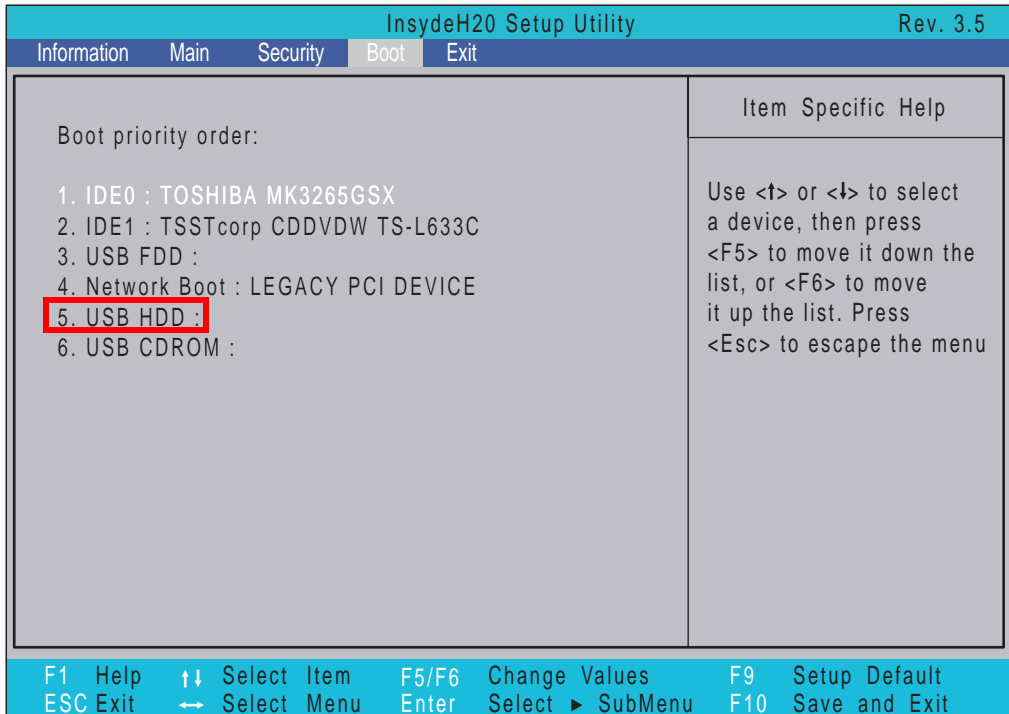 InsydeH20 Setup Utility Rev. 3.5
Information Main Security Boot Exit
Boot priority order:
1. IDE0 : TOSHIBA MK3265GSX
2. IDE1 : TSSTcorp CDDVDW TS-L633C
3. USB FDD :
4. Network Boot : LEGACY PCI DEVICE
5. USB HDD :
6. USB CDROM :
Item Specific Help
Use <↑> or <↓> to select
a device, then press
<F5> to move it down the
list, or <F6> to move
it up the list. Press
<Esc> to escape the menu
F1 Help ↑↓ Select Item F5/F6 Change Values F9 Setup Default
ESC Exit ↔ Select Menu Enter Select ► SubMenu F10 Save and Exit